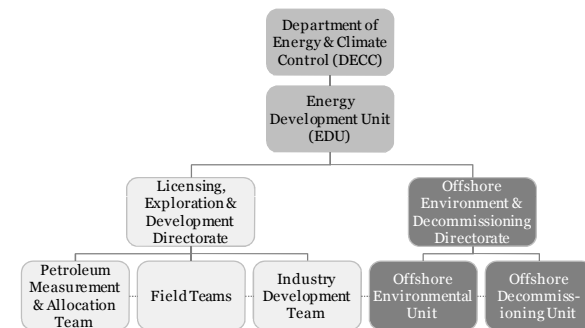 Department of
Energy & Climate
Control (DECC)
Energy
Development Unit
(EDU)
Licensing,
Exploration &
Development
Directorate
Offshore
Environment &
Decommissioning
Directorate
Petroleum
Measurement
& Allocation
Team
Field Teams
Industry
Development
Team
Offshore
Environmental
Unit
Offshore
Decommiss-
ioning Unit